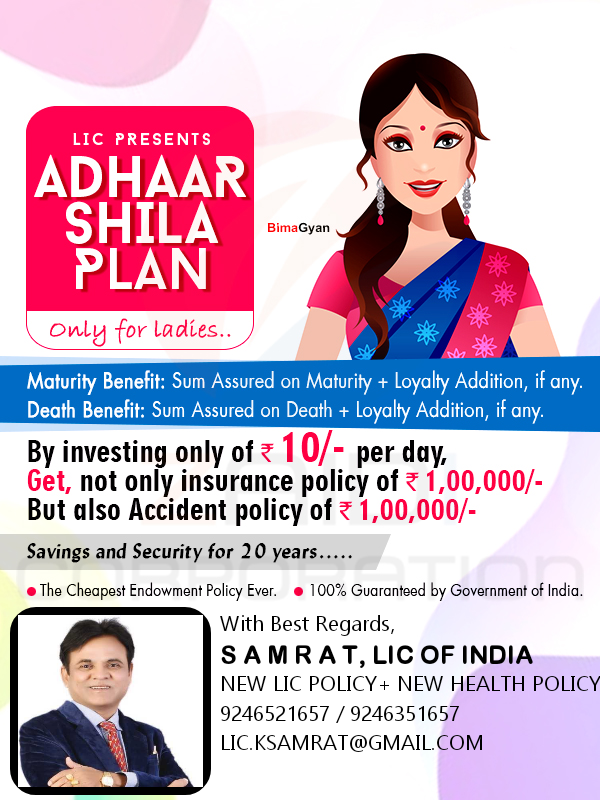 LIC PRESENTS
ADHAAR
SHILA
PLAN
Only for ladies..
BimaGyan
Maturity Benefit: Sum Assured on Maturity + Loyalty Addition, if any.
Death Benefit: Sum Assured on Death + Loyalty Addition, if any.
By investing only of ₹ 10/- per day,
Get, not only insurance policy of ₹ 1,00,000/-
But also Accident policy of ₹ 1,00,000/-
Savings and Security for 20 years.....
CORPORATION
● The Cheapest Endowment Policy Ever. ● 100% Guaranteed by Government of India.
With Best Regards,
S A M R A T, LIC OF INDIA
NEW LIC POLICY+ NEW HEALTH POLICY
9246521657 / 9246351657
LIC.KSAMRAT@GMAIL.COM